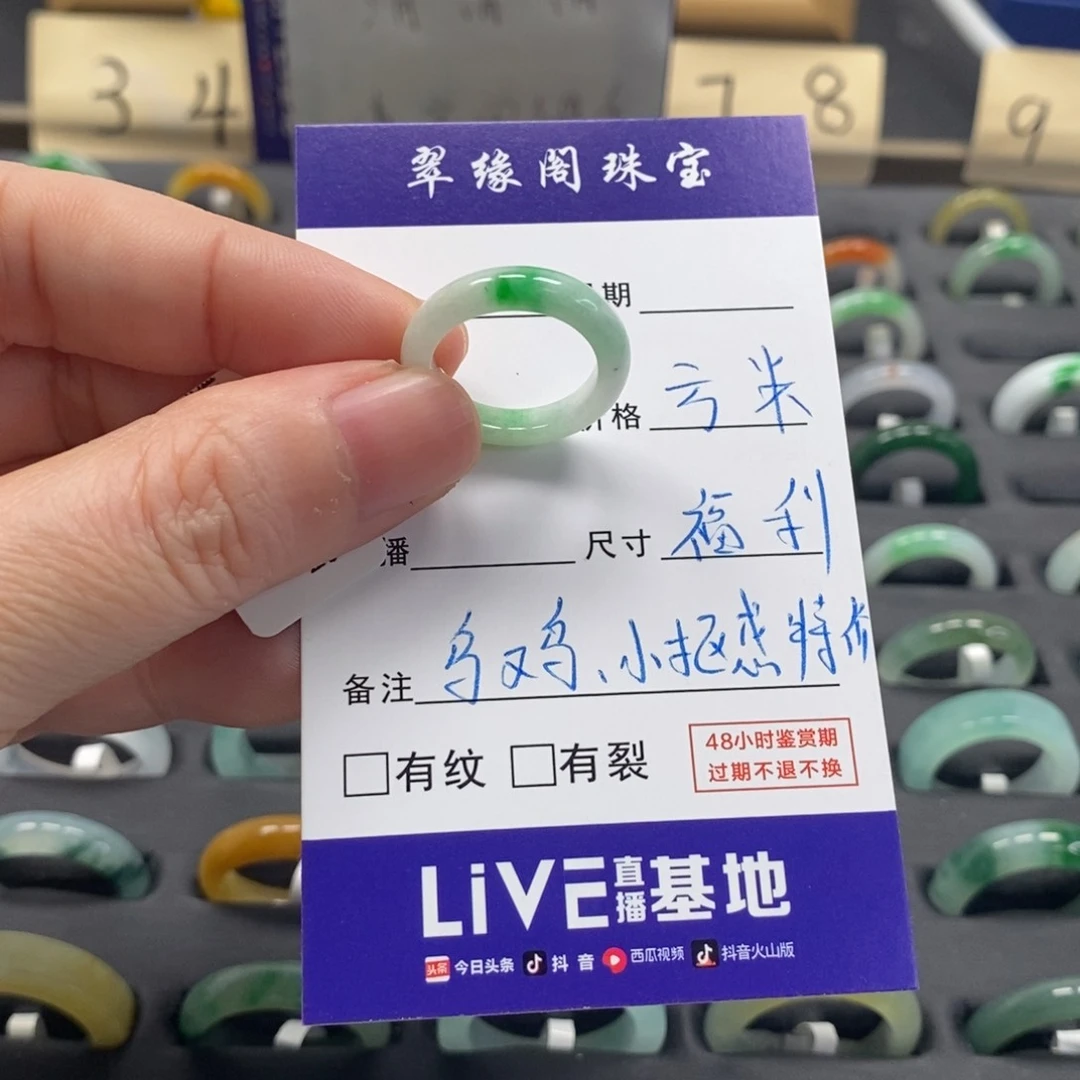 3 4
7 8
9
翠缘阁珠宝
期
格 亏米
播 尺寸 福利
备注 乌鸡、小抠恙特价
有纹 有裂
48小时鉴赏期
过期不退不换
LiVE直播基地
头条 今日头条 抖音 西瓜视频 抖音火山版